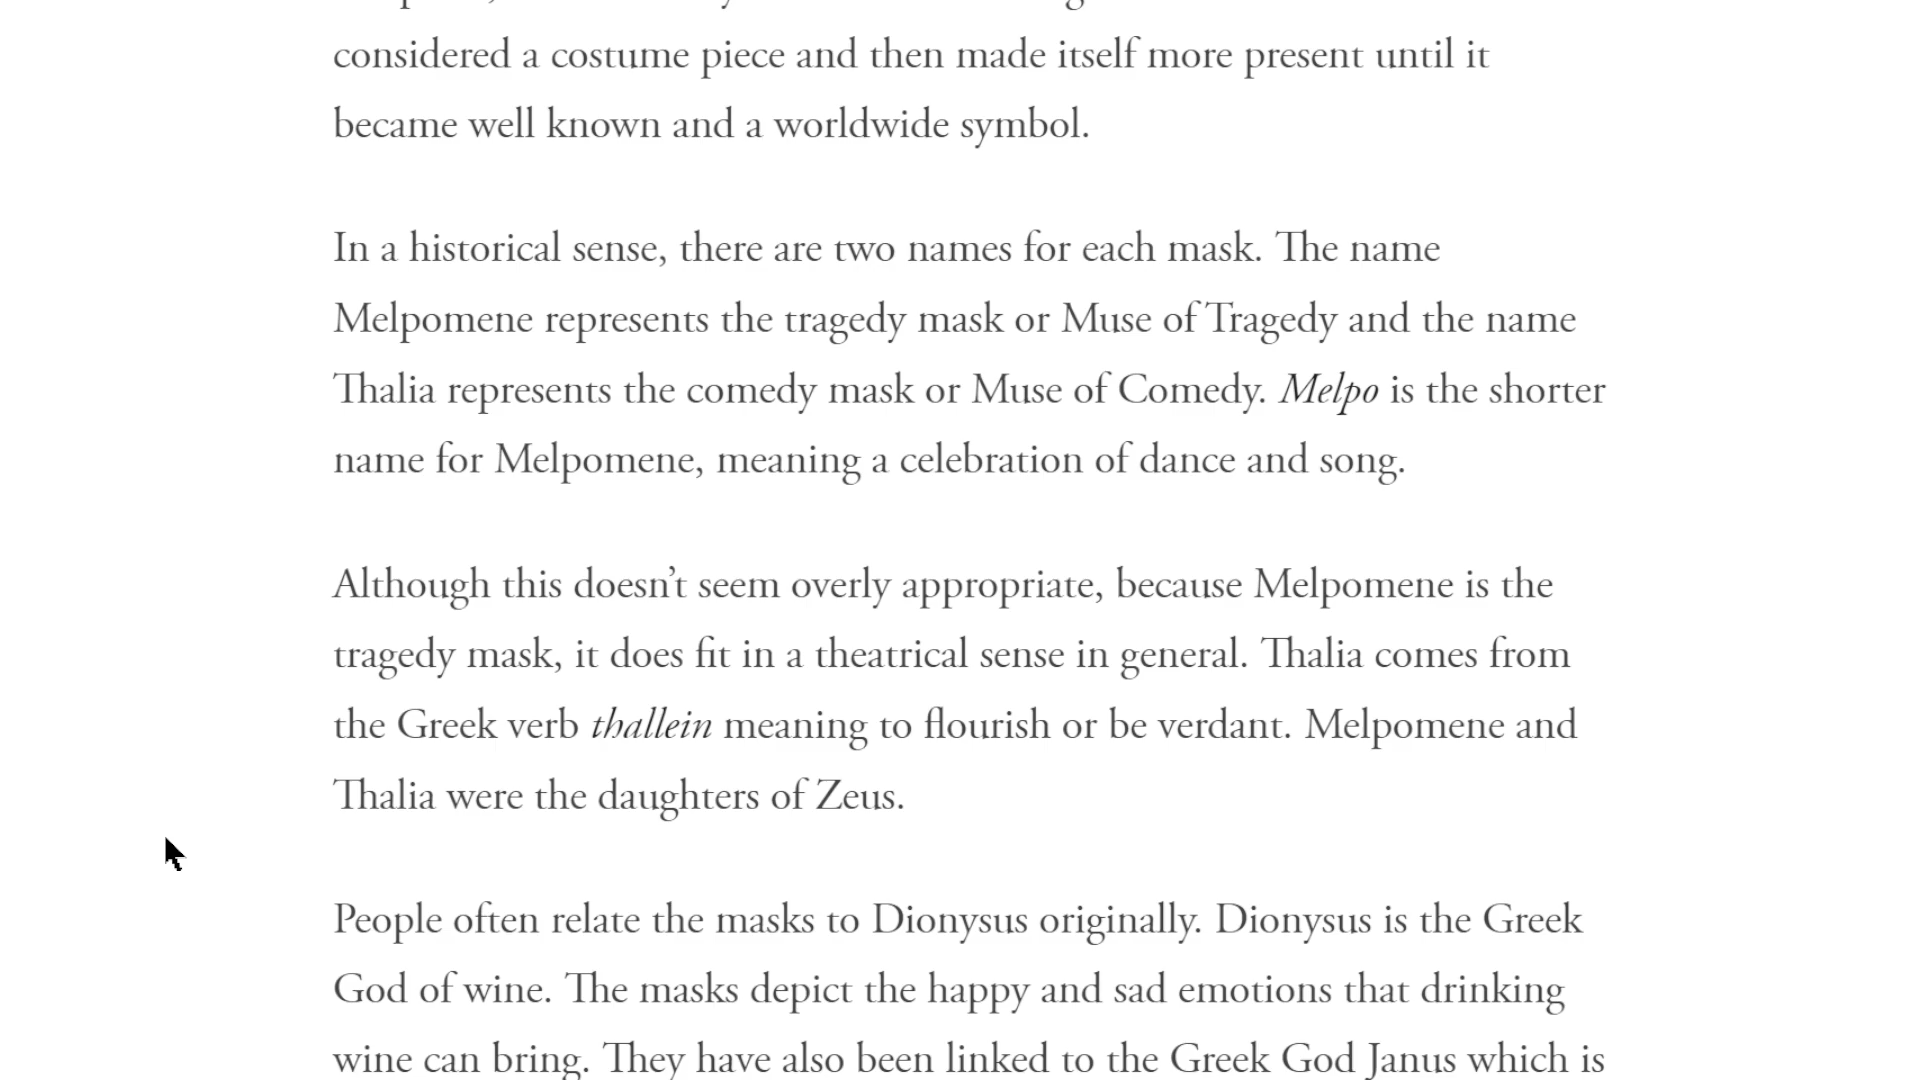 considered a costume piece and then made itself more present until it
became well known and a worldwide symbol.
In a historical sense, there are two names for each mask. The name
Melpomene represents the tragedy mask or Muse of Tragedy and the name
Thalia represents the comedy mask or Muse of Comedy. Melpo is the shorter
name for Melpomene, meaning a celebration of dance and song.
Although this doesn’t seem overly appropriate, because Melpomene is the
tragedy mask, it does fit in a theatrical sense in general. Thalia comes from
the Greek verb thallein meaning to flourish or be verdant. Melpomene and
Thalia were the daughters of Zeus.
People often relate the masks to Dionysus originally. Dionysus is the Greek
God of wine. The masks depict the happy and sad emotions that drinking
wine can bring. They have also been linked to the Greek God Janus which is